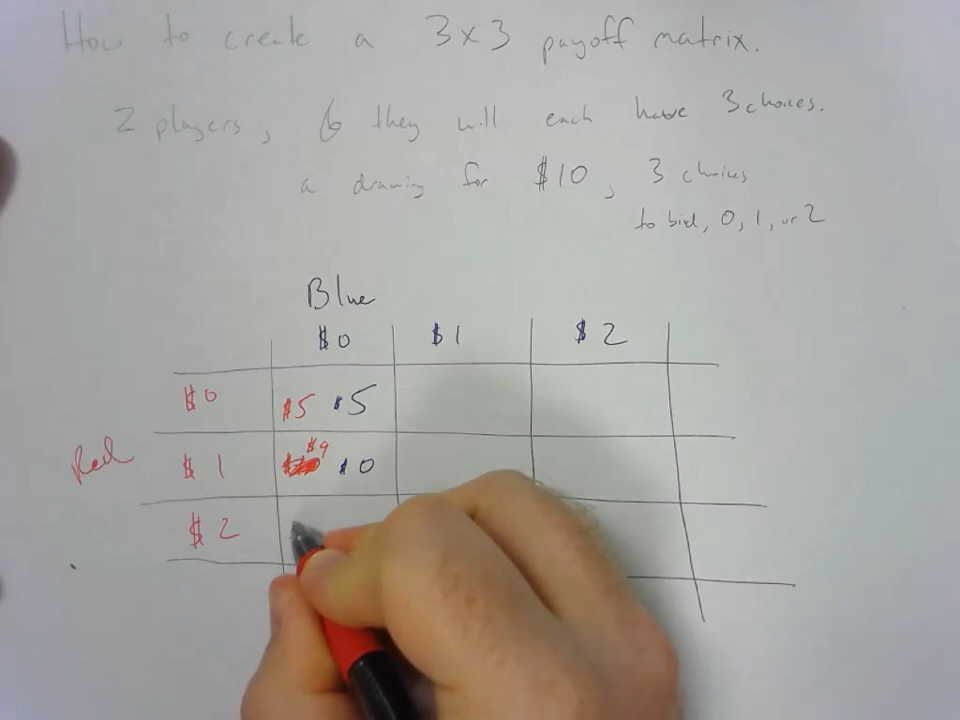 How to create a 3x3 payoff matrix.
2 players, & they will each have 3 choices.
a drawing for $10, 3 choices
to bid, 0, 1, or 2
Blue
$0 $1 $2
$0 $5 $5
Red $1 $9 $0
$2